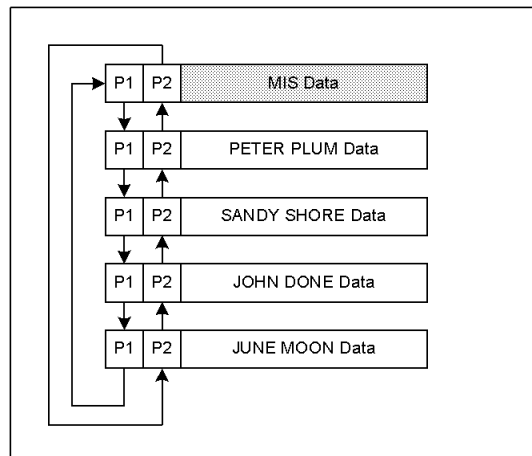 P1 P2 MIS Data
P1 P2 PETER PLUM Data
P1 P2 SANDY SHORE Data
P1 P2 JOHN DONE Data
P1 P2 JUNE MOON Data